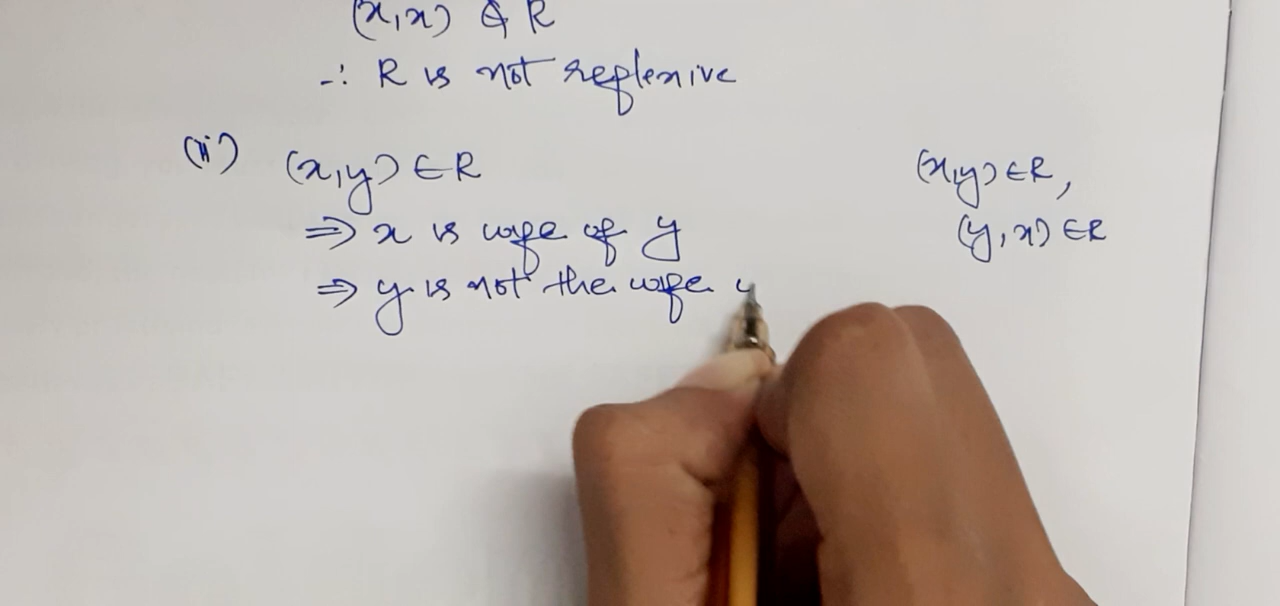 (x,x) ∉ R
∴ R is not reflexive
(ii) (x,y) ∈ R
⇒ x is wife of y
⇒ y is not the wife
(x,y) ∈ R,
(y,x) ∈ R